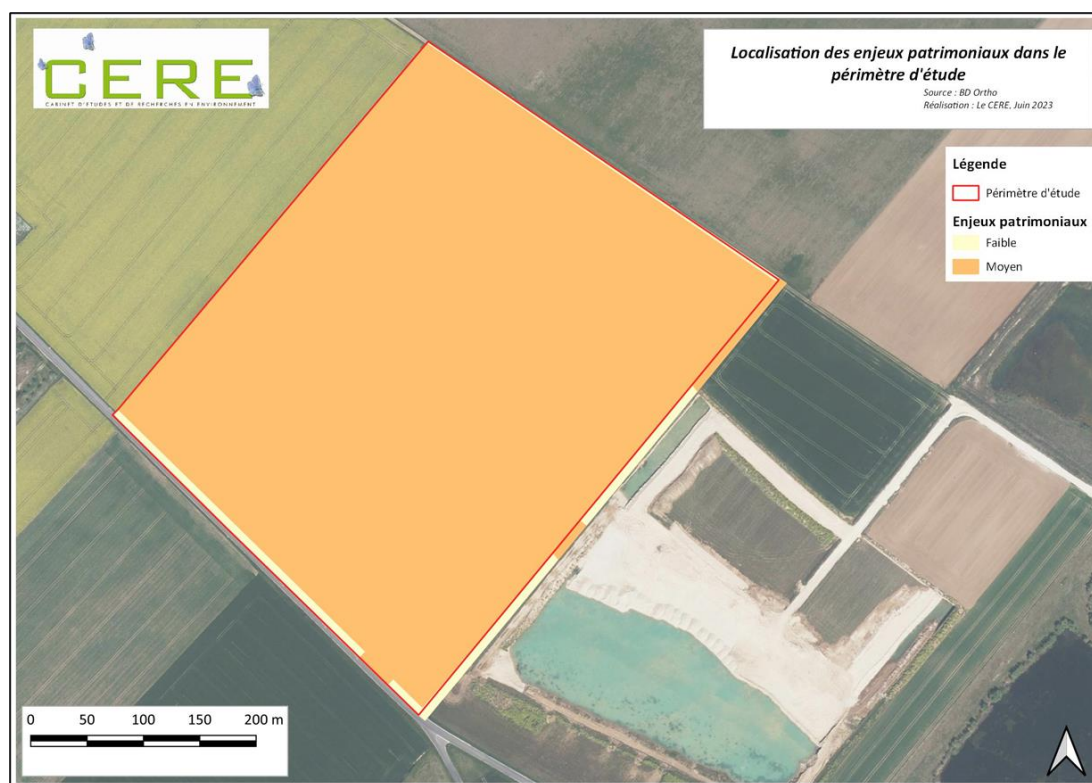 CERE
CABINET D'ETUDES ET DE RECHERCHES EN ENVIRONNEMENT
Localisation des enjeux patrimoniaux dans le
périmètre d'étude
Source : BD Ortho
Réalisation : Le CERE, Juin 2023
Légende
Périmètre d'étude
Enjeux patrimoniaux
Faible
Moyen
0 50 100 150 200 m